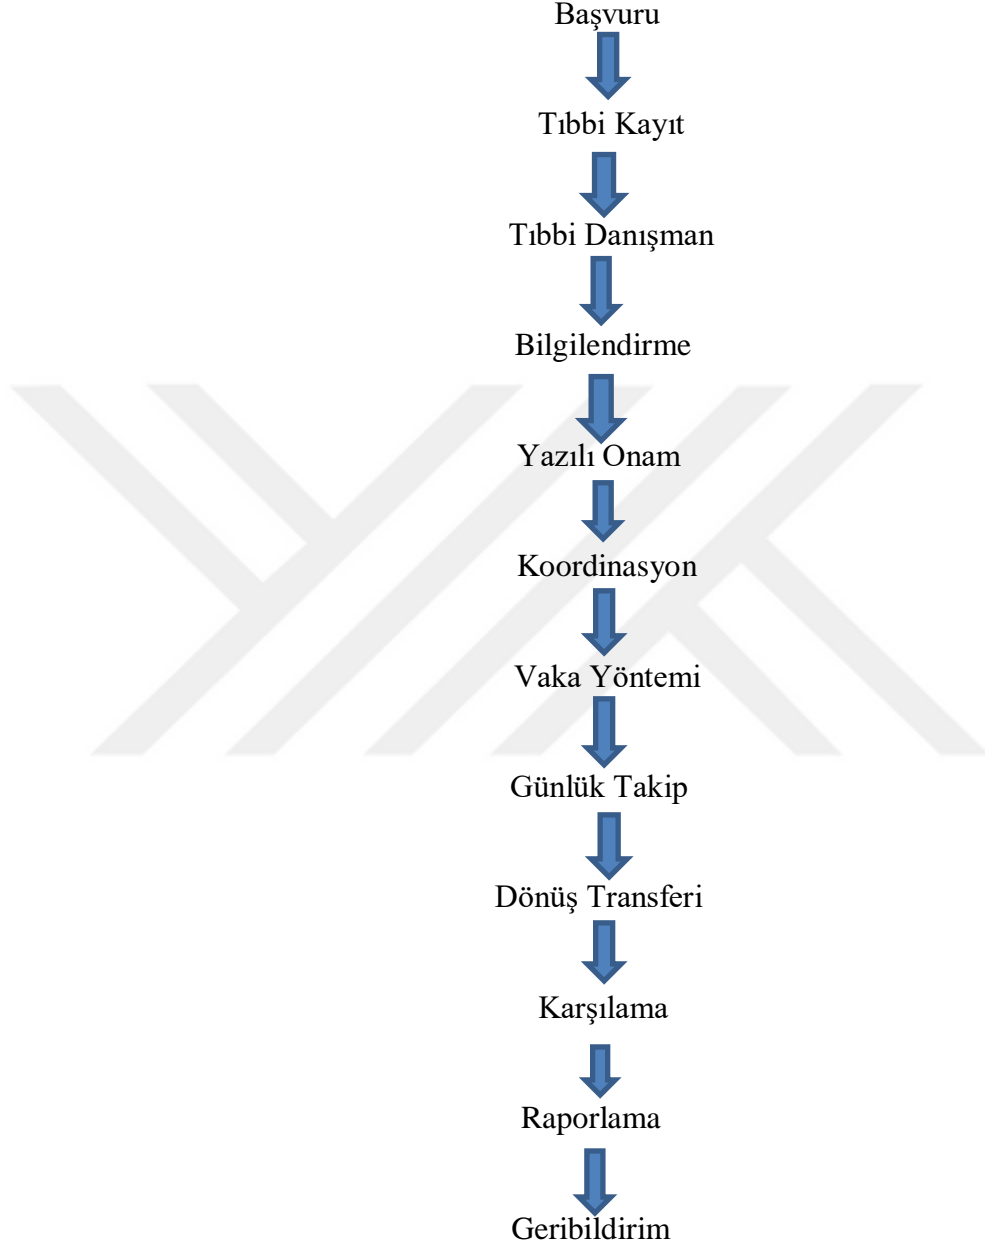 Başvuru
Tıbbi Kayıt
Tıbbi Danışman
Bilgilendirme
Yazılı Onam
Koordinasyon
Vaka Yöntemi
Günlük Takip
Dönüş Transferi
Karşılama
Raporlama
Geribildirim